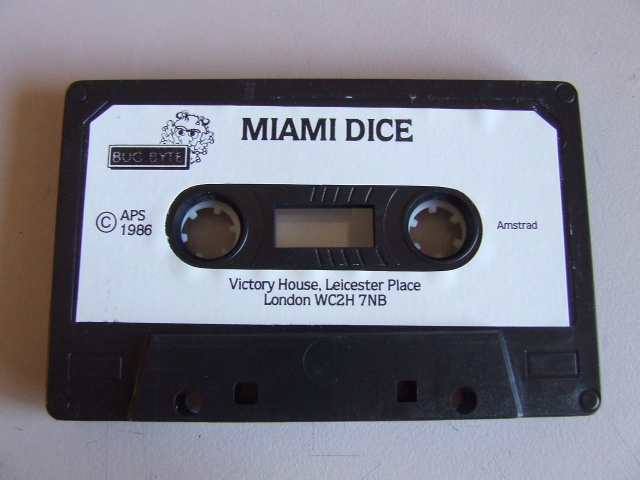 MIAMI DICE
BUG BYTE
© APS
1986
Amstrad
Victory House, Leicester Place
London WC2H 7NB